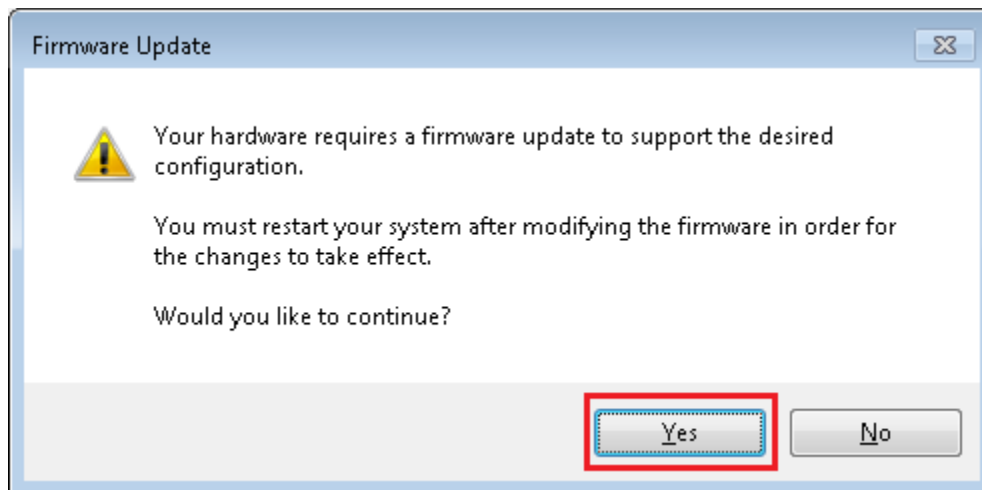 Firmware Update
Your hardware requires a firmware update to support the desired
configuration.
You must restart your system after modifying the firmware in order for
the changes to take effect.
Would you like to continue?
Yes
No